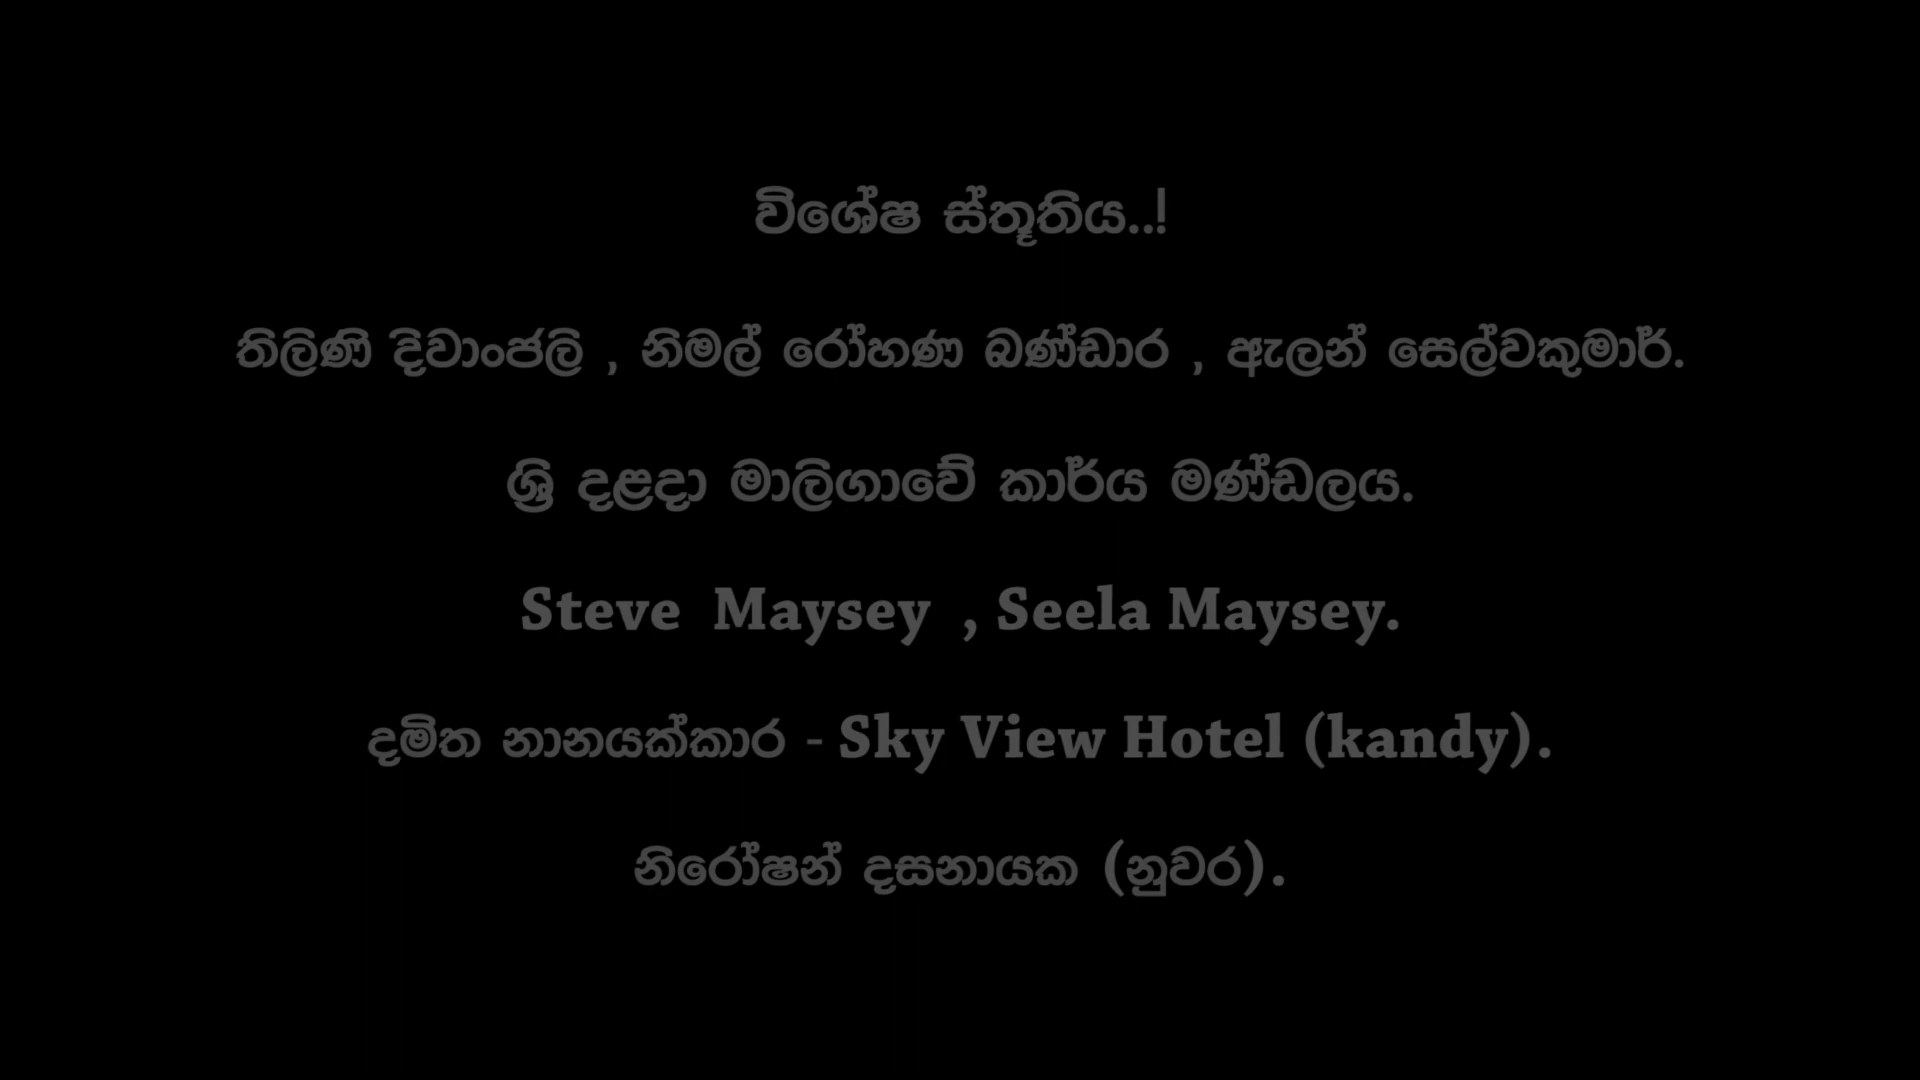 විශේෂ ස්තූතිය..!
තිලිණි දිවාංජලි , නිමල් රෝහණ බණ්ඩාර , ඇලන් සෙල්වකුමාර්.
ශ්‍රි දළදා මාලිගාවේ කාර්ය මණ්ඩලය.
Steve Maysey , Seela Maysey.
දමිත නානයක්කාර - Sky View Hotel (kandy).
නිරෝෂන් දසනායක (නුවර).